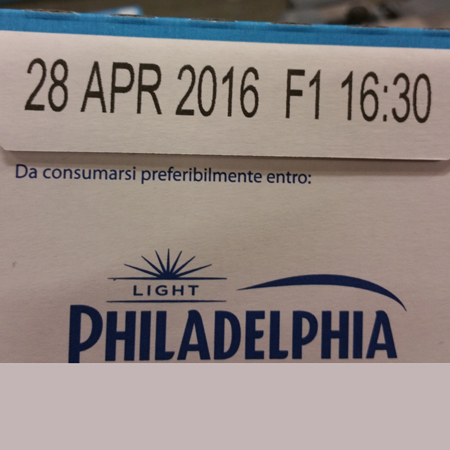 28 APR 2016 F1 16:30
Da consumarsi preferibilmente entro:
LIGHT
PHILADELPHIA